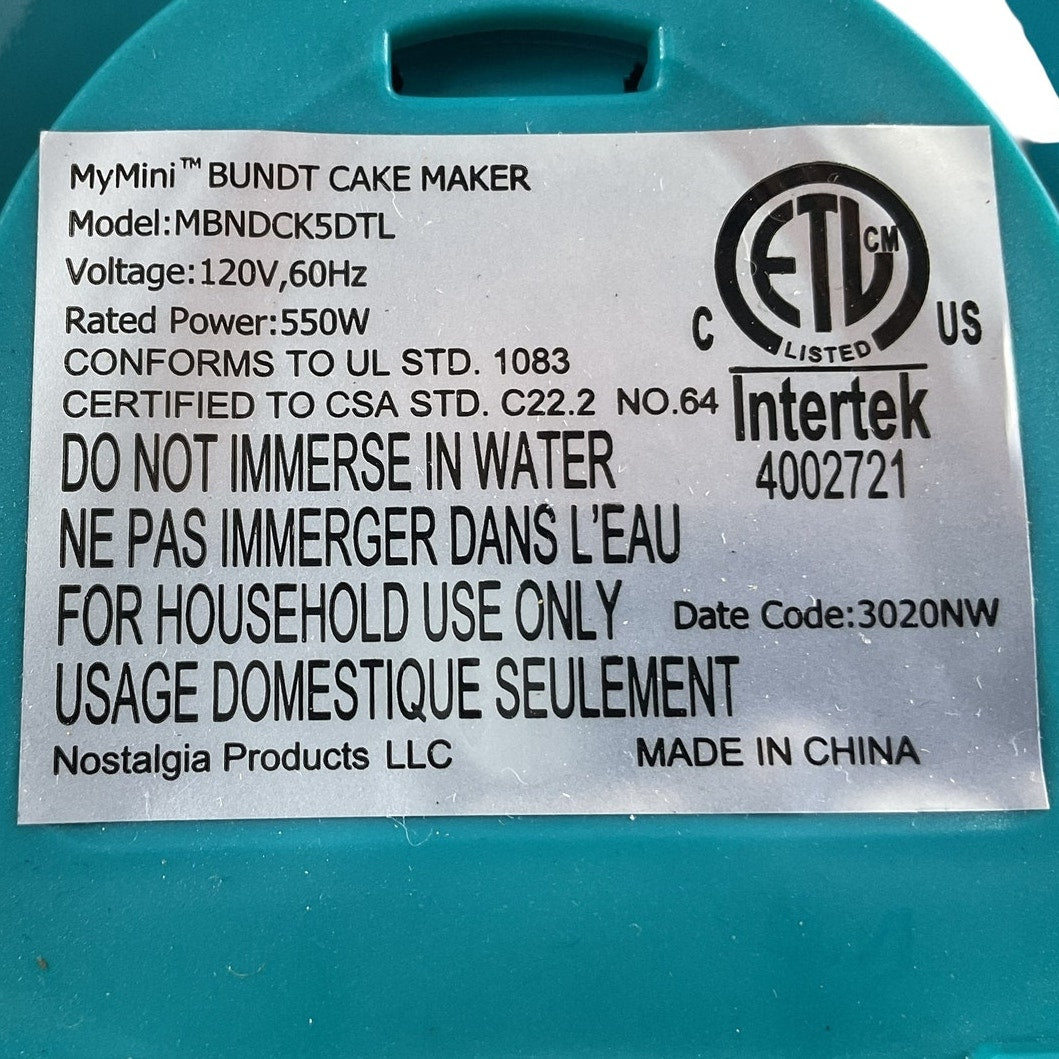 MyMini™ BUNDT CAKE MAKER
Model:MBNDCK5DTL
Voltage:120V,60Hz
Rated Power:550W
CONFORMS TO UL STD. 1083
CERTIFIED TO CSA STD. C22.2 NO.64
DO NOT IMMERSE IN WATER
NE PAS IMMERGER DANS L'EAU
FOR HOUSEHOLD USE ONLY
USAGE DOMESTIQUE SEULEMENT
Nostalgia Products LLC
ETL CM
C US
LISTED
Intertek
4002721
Date Code:3020NW
MADE IN CHINA